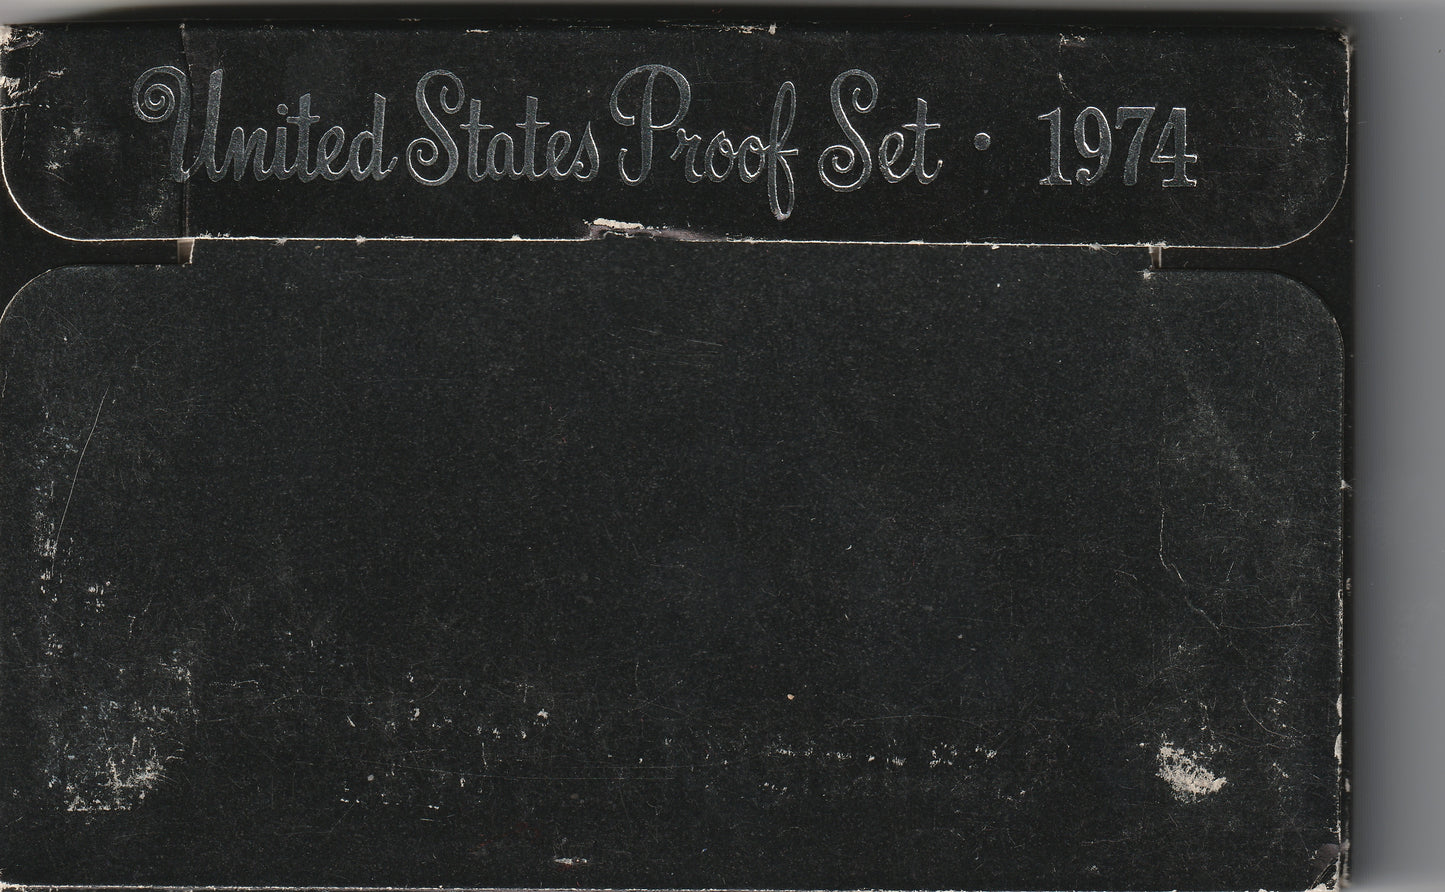 United States Proof Set · 1974